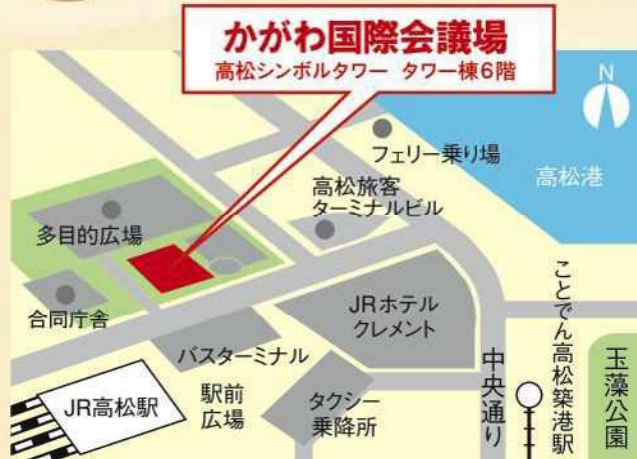 かがわ国際会議場
高松シンボルタワー タワー棟6階
N
フェリー乗り場
高松港
高松旅客
ターミナルビル
多目的広場
合同庁舎
JRホテル
クレメント
バスターミナル
JR高松駅
駅前
広場
タクシー
乗降所
中央通り
ことでん高松築港駅
玉藻公園